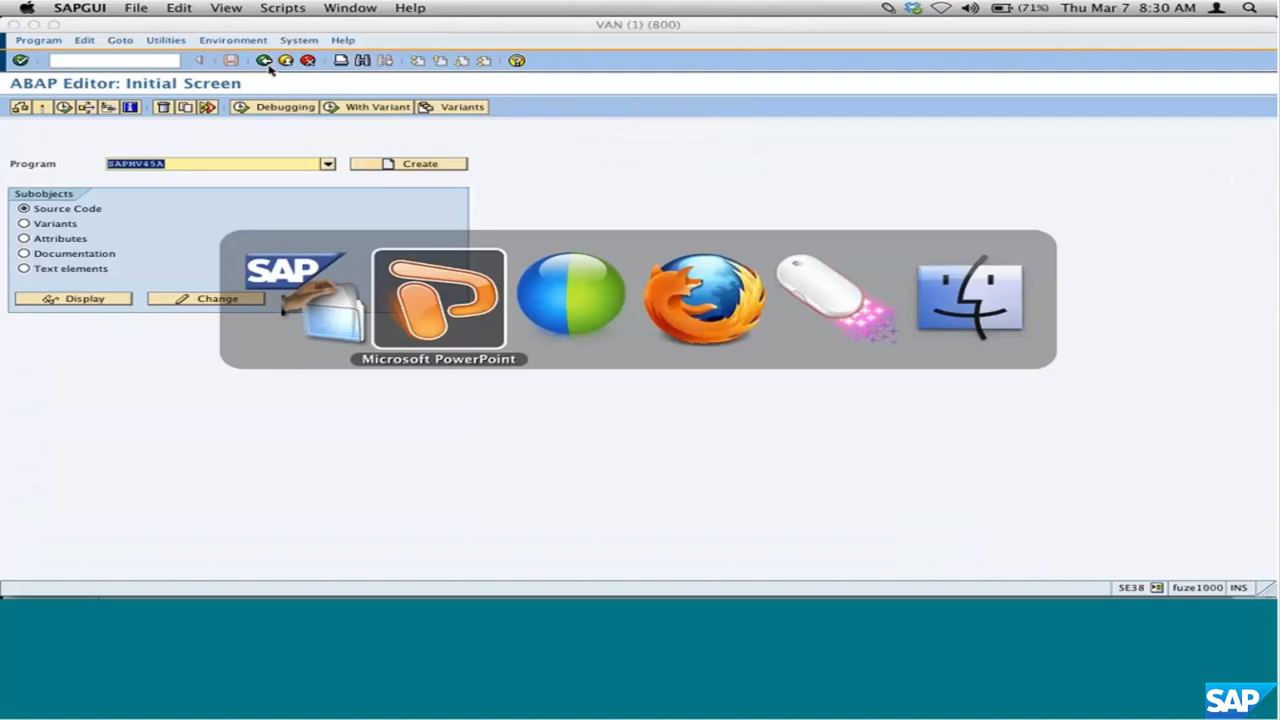 SAPGUI File Edit View Scripts Window Help (71%) Thu Mar 7 8:30 AM
VAN (1) (800)
Program Edit Goto Utilities Environment System Help
ABAP Editor: Initial Screen
Debugging With Variant Variants
Program SAPMV45A Create
Subobjects
Source Code
Variants
Attributes
Documentation
Text elements
Display Change
SAP
Microsoft PowerPoint
SE38 fuze1000 INS
SAP